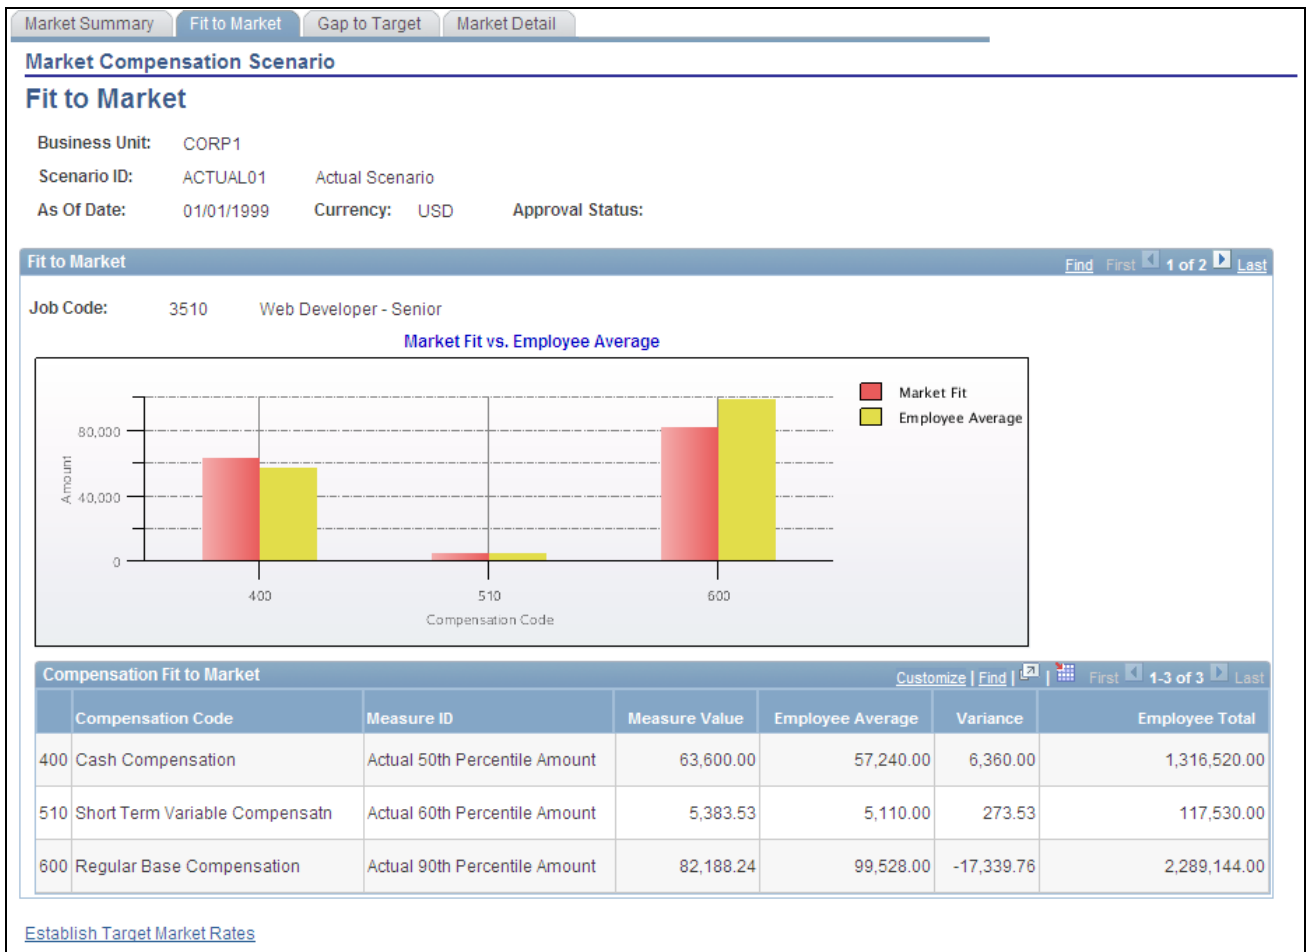 Market Summary Fit to Market Gap to Target Market Detail
Market Compensation Scenario
Fit to Market
Business Unit: CORP1
Scenario ID: ACTUAL01 Actual Scenario
As Of Date: 01/01/1999 Currency: USD Approval Status:
Fit to Market Find First 1 of 2 Last
Job Code: 3510 Web Developer - Senior
Market Fit vs. Employee Average
Market Fit
Employee Average
80,000
40,000
0
Amount
400 510 600
Compensation Code
Compensation Fit to Market Customize | Find | | First 1-3 of 3 Last
Compensation Code Measure ID Measure Value Employee Average Variance Employee Total
400 Cash Compensation Actual 50th Percentile Amount 63,600.00 57,240.00 6,360.00 1,316,520.00
510 Short Term Variable Compensatn Actual 60th Percentile Amount 5,383.53 5,110.00 273.53 117,530.00
600 Regular Base Compensation Actual 90th Percentile Amount 82,188.24 99,528.00 -17,339.76 2,289,144.00
Establish Target Market Rates